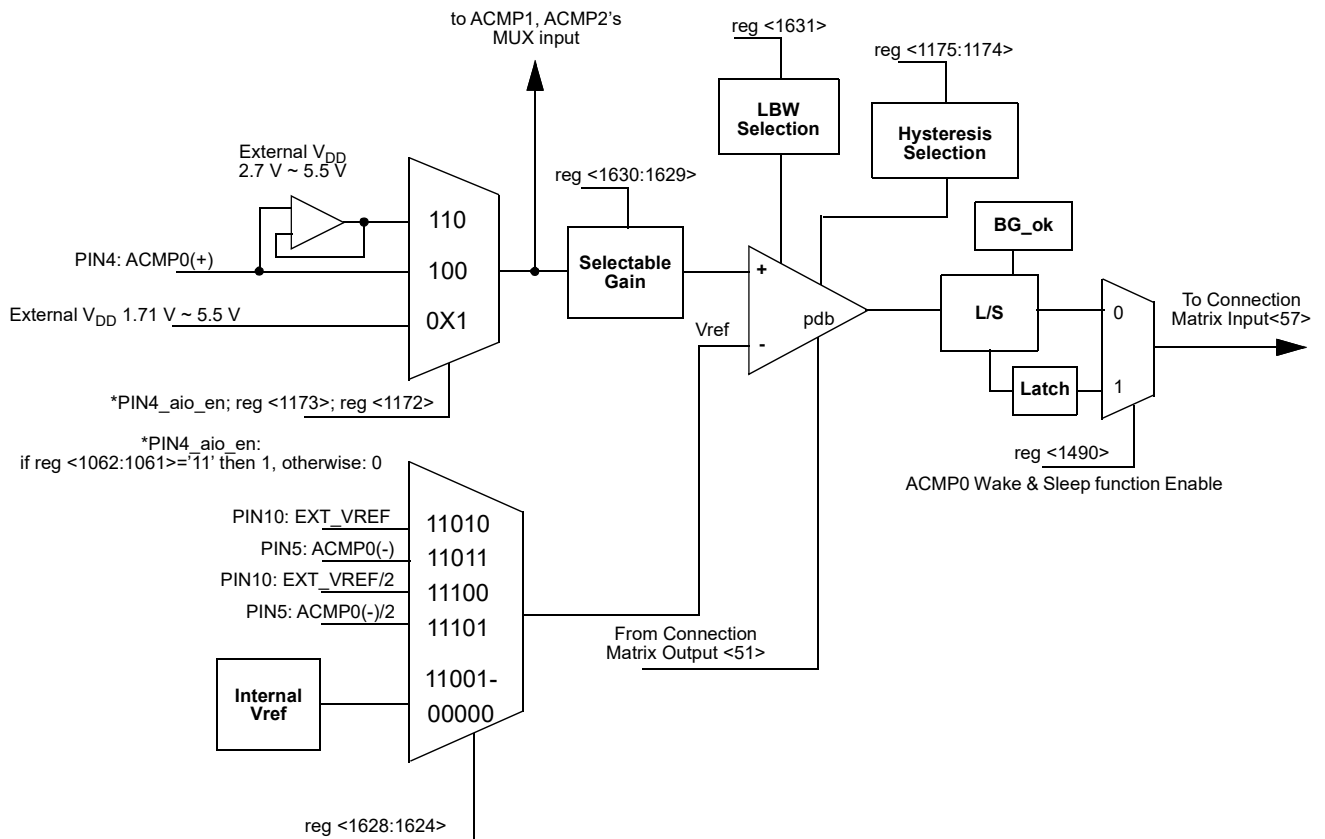 to ACMP1, ACMP2's
MUX input
reg <1631>
reg <1175:1174>
LBW
Selection
Hysteresis
Selection
External VDD
2.7 V ~ 5.5 V
reg <1630:1629>
110
BG_ok
PIN4: ACMP0(+)
100
Selectable
Gain
+
External VDD 1.71 V ~ 5.5 V
0X1
Vref
-
pdb
L/S
0
To Connection
Matrix Input<57>
Latch
1
*PIN4_aio_en; reg <1173>; reg <1172>
*PIN4_aio_en:
if reg <1062:1061>='11' then 1, otherwise: 0
reg <1490>
ACMP0 Wake & Sleep function Enable
PIN10: EXT_VREF
11010
PIN5: ACMP0(-)
11011
PIN10: EXT_VREF/2
11100
PIN5: ACMP0(-)/2
11101
From Connection
Matrix Output <51>
Internal
Vref
11001-
00000
reg <1628:1624>